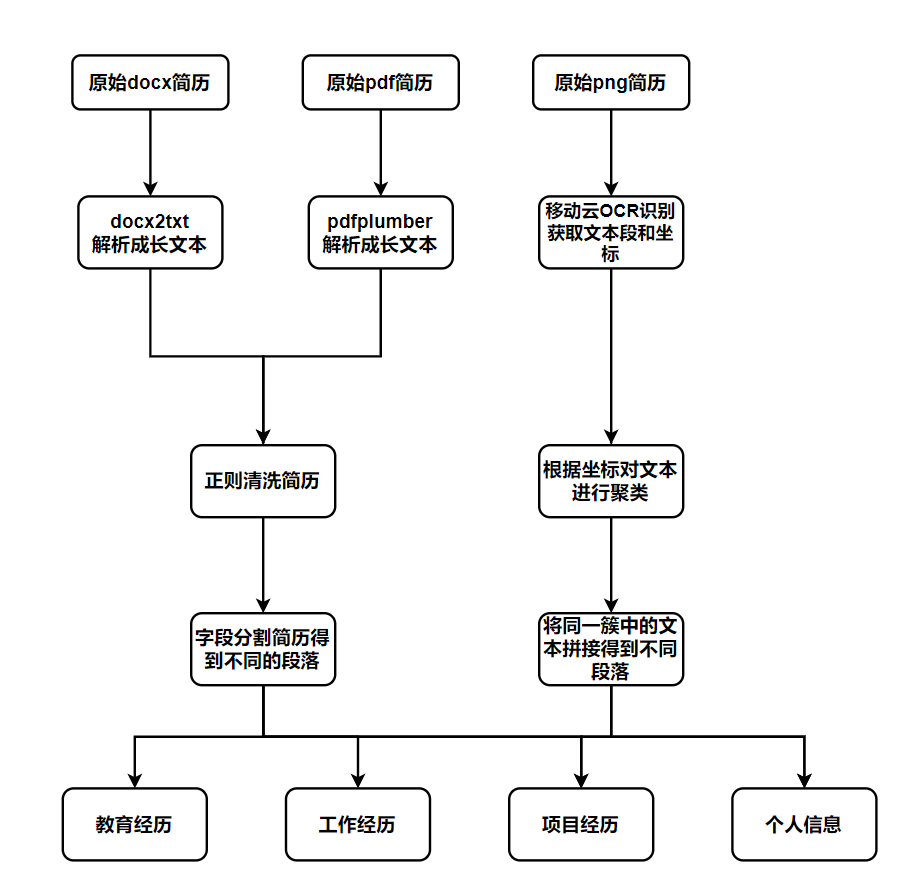 原始docx简历
原始pdf简历
原始png简历
docx2txt
解析成长文本
pdfplumber
解析成长文本
移动云OCR识别
获取文本段和坐
标
正则清洗简历
根据坐标对文本
进行聚类
字段分割简历得
到不同的段落
将同一簇中的文
本拼接得到不同
段落
教育经历
工作经历
项目经历
个人信息